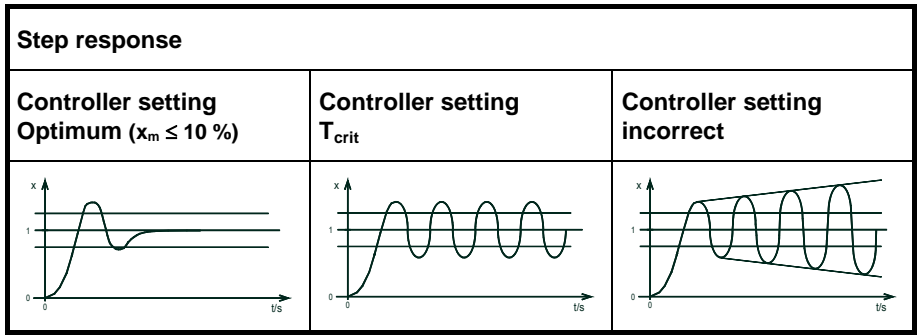 Step response
Controller setting
Optimum (xₘ ≤ 10 %)
Controller setting
T꜀ᵣᵢₜ
Controller setting
incorrect
x
1
0
0
t/s
x
1
0
0
t/s
x
1
0
0
t/s